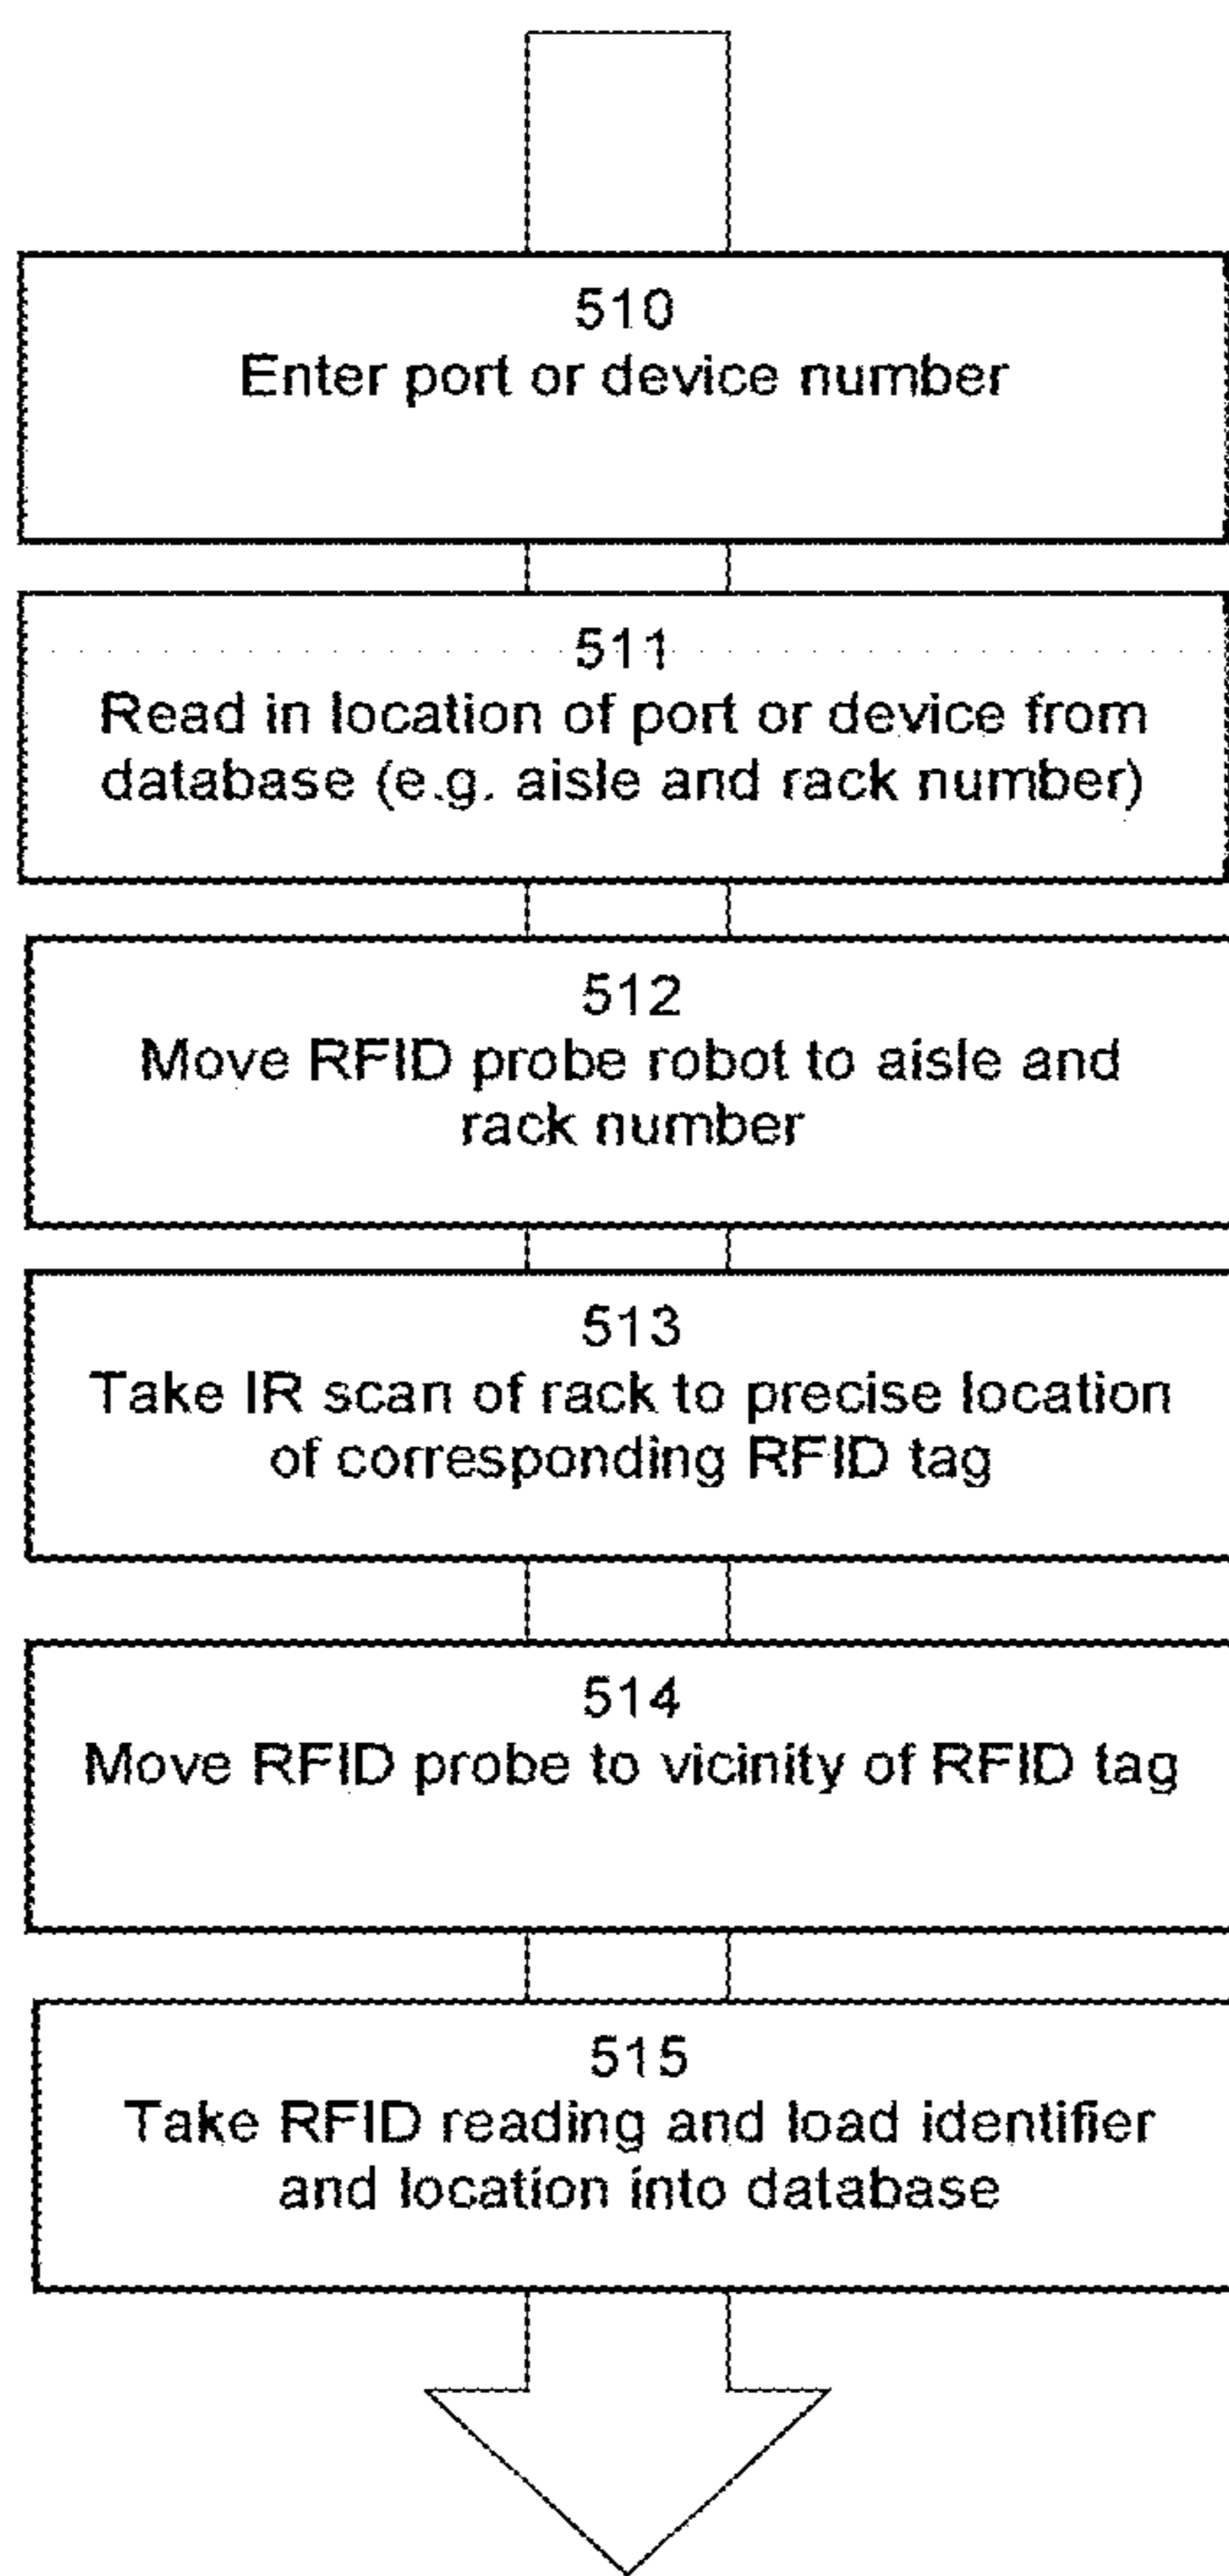 510
Enter port or device number
511
Read in location of port or device from
database (e.g. aisle and rack number)
512
Move RFID probe robot to aisle and
rack number
513
Take IR scan of rack to precise location
of corresponding RFID tag
514
Move RFID probe to vicinity of RFID tag
515
Take RFID reading and load identifier
and location into database